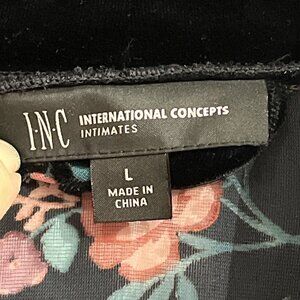 I·N·C INTERNATIONAL CONCEPTS
INTIMATES
L
MADE IN
CHINA